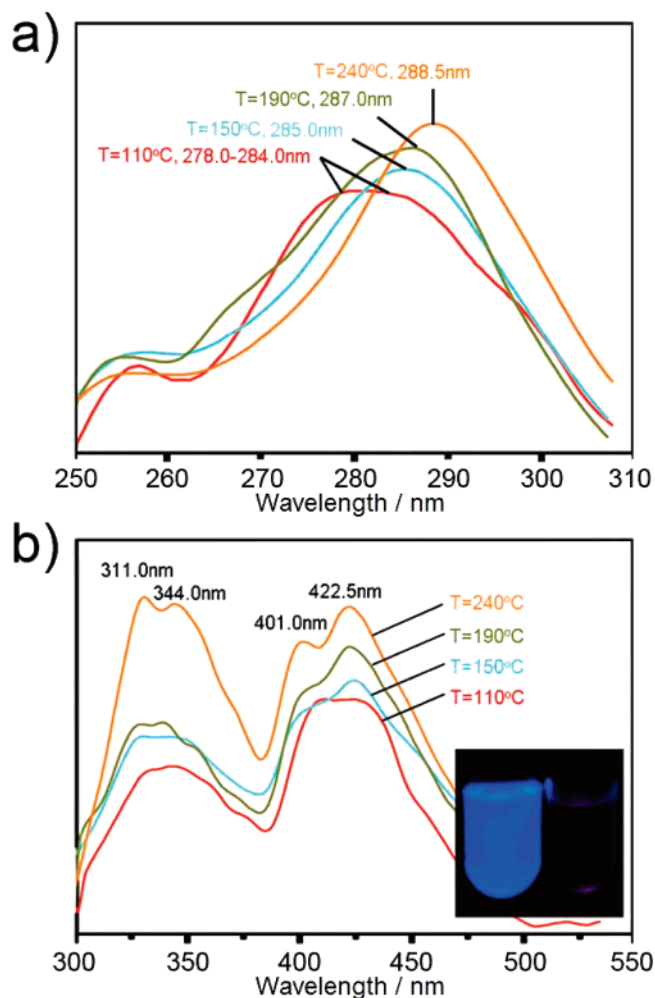 a)
T=240°C, 288.5nm
T=190°C, 287.0nm
T=150°C, 285.0nm
T=110°C, 278.0-284.0nm
250 260 270 280 290 300 310
Wavelength / nm
b)
311.0nm
344.0nm
401.0nm
422.5nm
T=240°C
T=190°C
T=150°C
T=110°C
300 350 400 450 500 550
Wavelength / nm